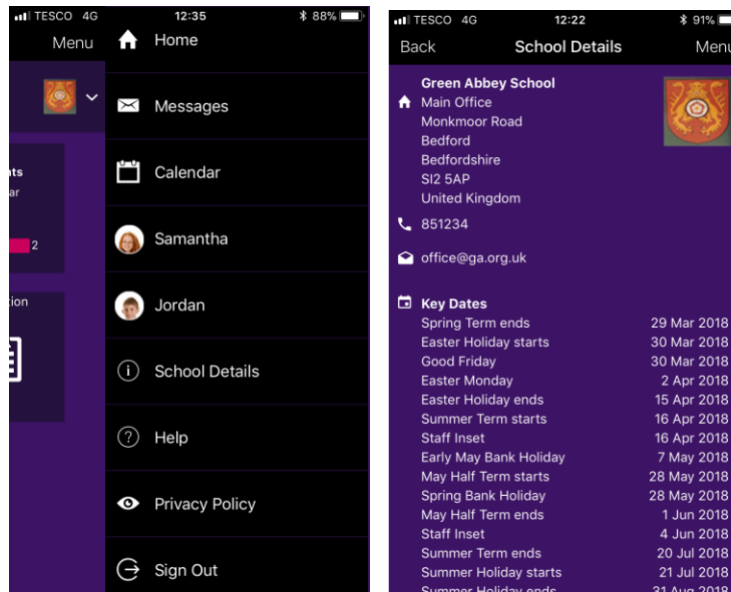 TESCO 4G 12:35 88%
Menu
Home
Messages
Calendar
ts
ar
Samantha
2
Jordan
ion
School Details
Help
Privacy Policy
Sign Out
TESCO 4G 12:22 91%
Back School Details Menu
Green Abbey School
Main Office
Monkmoor Road
Bedford
Bedfordshire
SI2 5AP
United Kingdom
851234
office@ga.org.uk
Key Dates
Spring Term ends 29 Mar 2018
Easter Holiday starts 30 Mar 2018
Good Friday 30 Mar 2018
Easter Monday 2 Apr 2018
Easter Holiday ends 15 Apr 2018
Summer Term starts 16 Apr 2018
Staff Inset 16 Apr 2018
Early May Bank Holiday 7 May 2018
May Half Term starts 28 May 2018
Spring Bank Holiday 28 May 2018
May Half Term ends 1 Jun 2018
Staff Inset 4 Jun 2018
Summer Term ends 20 Jul 2018
Summer Holiday starts 21 Jul 2018
Summer Holiday ends 31 Aug 2018